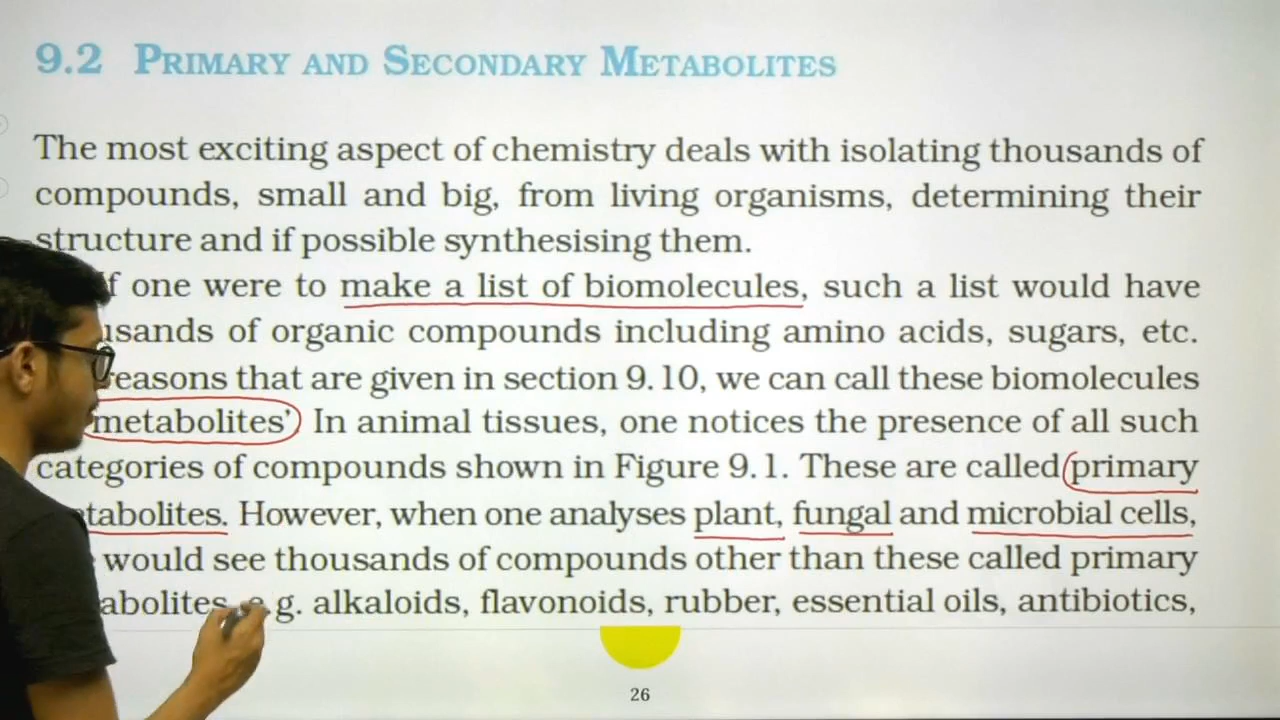 9.2 PRIMARY AND SECONDARY METABOLITES
The most exciting aspect of chemistry deals with isolating thousands of
compounds, small and big, from living organisms, determining their
structure and if possible synthesising them.
one were to make a list of biomolecules, such a list would have
of organic compounds including amino acids, sugars, etc.
reasons that are given in section 9.10, we can call these biomolecules
metabolites’ In animal tissues, one notices the presence of all such
categories of compounds shown in Figure 9.1. These are called primary
However, when one analyses plant, fungal and microbial cells,
would see thousands of compounds other than these called primary
alkaloids, flavonoids, rubber, essential oils, antibiotics,
26